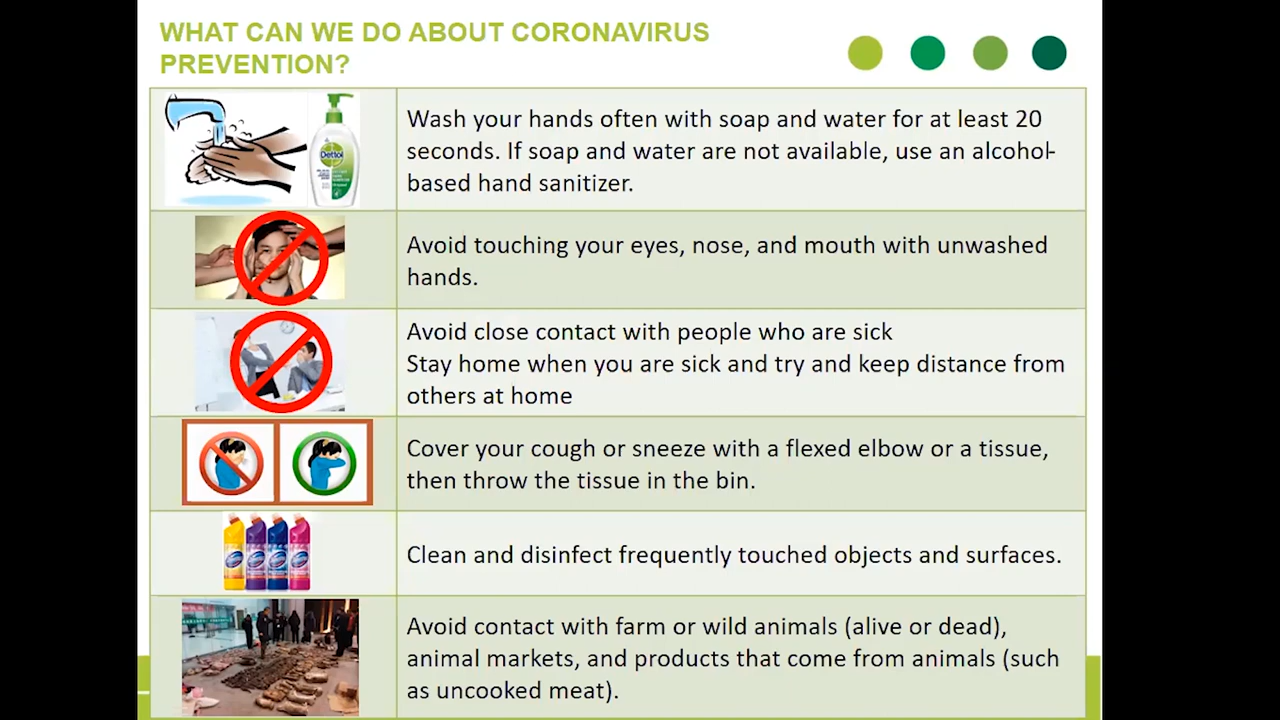 WHAT CAN WE DO ABOUT CORONAVIRUS
PREVENTION?
Dettol
Wash your hands often with soap and water for at least 20
seconds. If soap and water are not available, use an alcohol-
based hand sanitizer.
Avoid touching your eyes, nose, and mouth with unwashed
hands.
Avoid close contact with people who are sick
Stay home when you are sick and try and keep distance from
others at home
Cover your cough or sneeze with a flexed elbow or a tissue,
then throw the tissue in the bin.
Clean and disinfect frequently touched objects and surfaces.
Avoid contact with farm or wild animals (alive or dead),
animal markets, and products that come from animals (such
as uncooked meat).